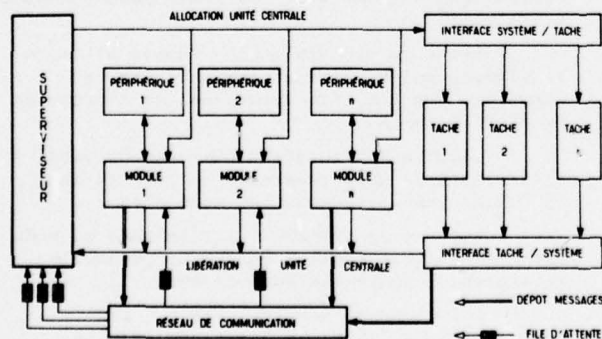 ALLOCATION UNITÉ CENTRALE
INTERFACE SYSTÈME / TACHE
SUPERVISEUR
PÉRIPHÉRIQUE
1
PÉRIPHÉRIQUE
2
PÉRIPHÉRIQUE
n
TACHE
1
TACHE
2
TACHE
n
MODULE
1
MODULE
2
MODULE
n
LIBÉRATION UNITÉ CENTRALE
INTERFACE TACHE / SYSTÈME
RÉSEAU DE COMMUNICATION
DÉPOT MESSAGES
FILE D'ATTENTE